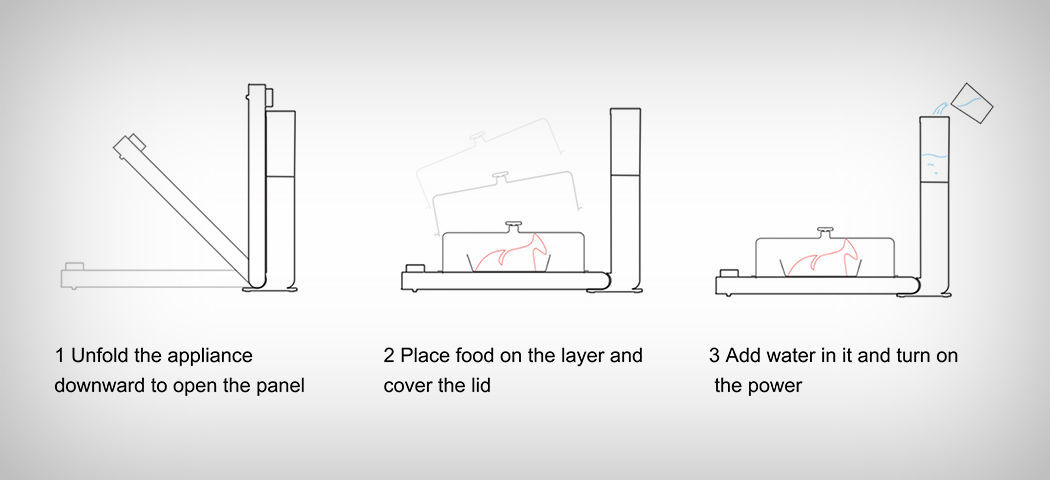 1 Unfold the appliance
downward to open the panel
2 Place food on the layer and
cover the lid
3 Add water in it and turn on
the power